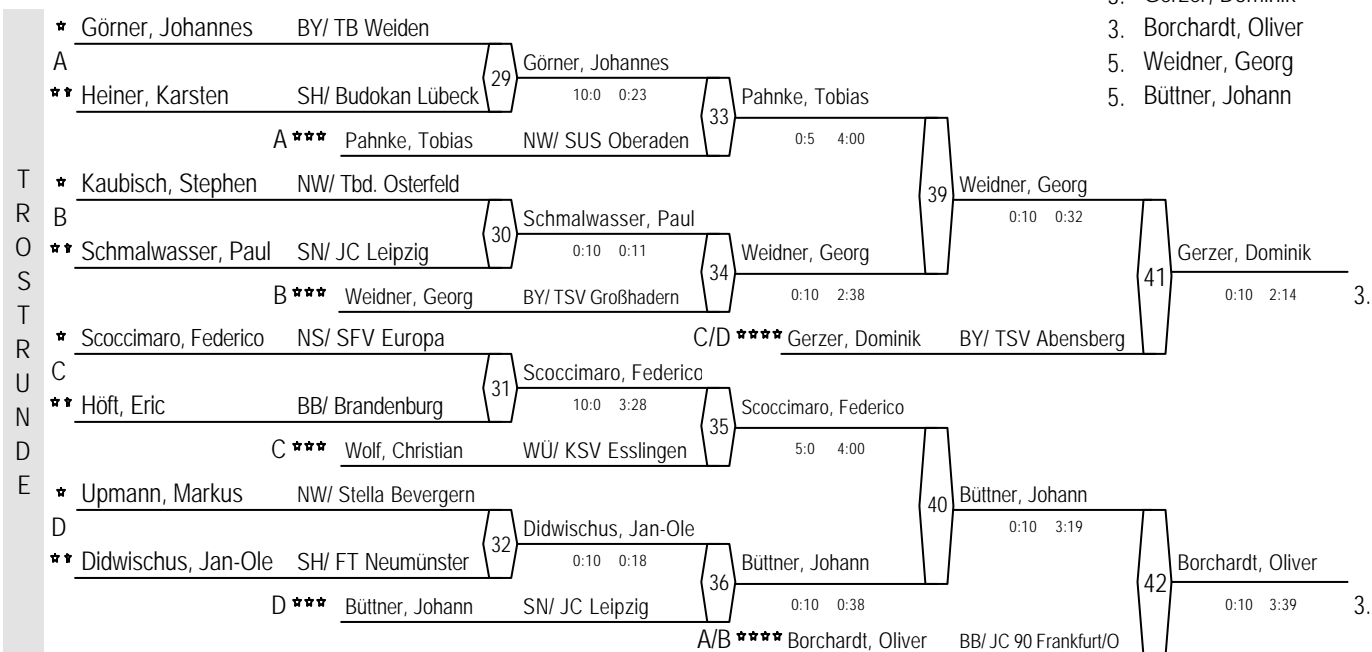 3. Gerzer, Dominik
3. Borchardt, Oliver
5. Weidner, Georg
5. Büttner, Johann
TROSTRUNDE
Görner, Johannes BY/ TB Weiden
A
Heiner, Karsten SH/ Budokan Lübeck
29
Görner, Johannes
10:0 0:23
A Pahnke, Tobias NW/ SUS Oberaden
33
Pahnke, Tobias
0:5 4:00
Kaubisch, Stephen NW/ Tbd. Osterfeld
B
Schmalwasser, Paul SN/ JC Leipzig
30
Schmalwasser, Paul
0:10 0:11
B Weidner, Georg BY/ TSV Großhadern
34
Weidner, Georg
0:10 2:38
39
Weidner, Georg
0:10 0:32
C/D Gerzer, Dominik BY/ TSV Abensberg
41
Gerzer, Dominik
0:10 2:14 3.
Scoccimaro, Federico NS/ SFV Europa
C
Höft, Eric BB/ Brandenburg
31
Scoccimaro, Federico
10:0 3:28
C Wolf, Christian WÜ/ KSV Esslingen
35
Scoccimaro, Federico
5:0 4:00
Upmann, Markus NW/ Stella Bevergern
D
Didwischus, Jan-Ole SH/ FT Neumünster
32
Didwischus, Jan-Ole
0:10 0:18
D Büttner, Johann SN/ JC Leipzig
36
Büttner, Johann
0:10 0:38
40
Büttner, Johann
0:10 3:19
A/B Borchardt, Oliver BB/ JC 90 Frankfurt/O
42
Borchardt, Oliver
0:10 3:39 3.